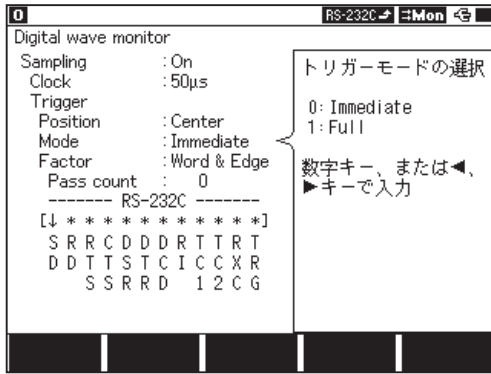 0 RS-232C ⇄Mon
Digital wave monitor
Sampling : On
Clock : 50μs
Trigger
Position : Center
Mode : Immediate
Factor : Word & Edge
Pass count : 0
------- RS-232C -------
[↓ * * * * * * * * * * *]
S R R C D D D R T T R T
D D T T S T C I C C X R
S S R R D 1 2 C G
トリガーモードの選択
0: Immediate
1: Full
数字キー、または◀、
▶キーで入力